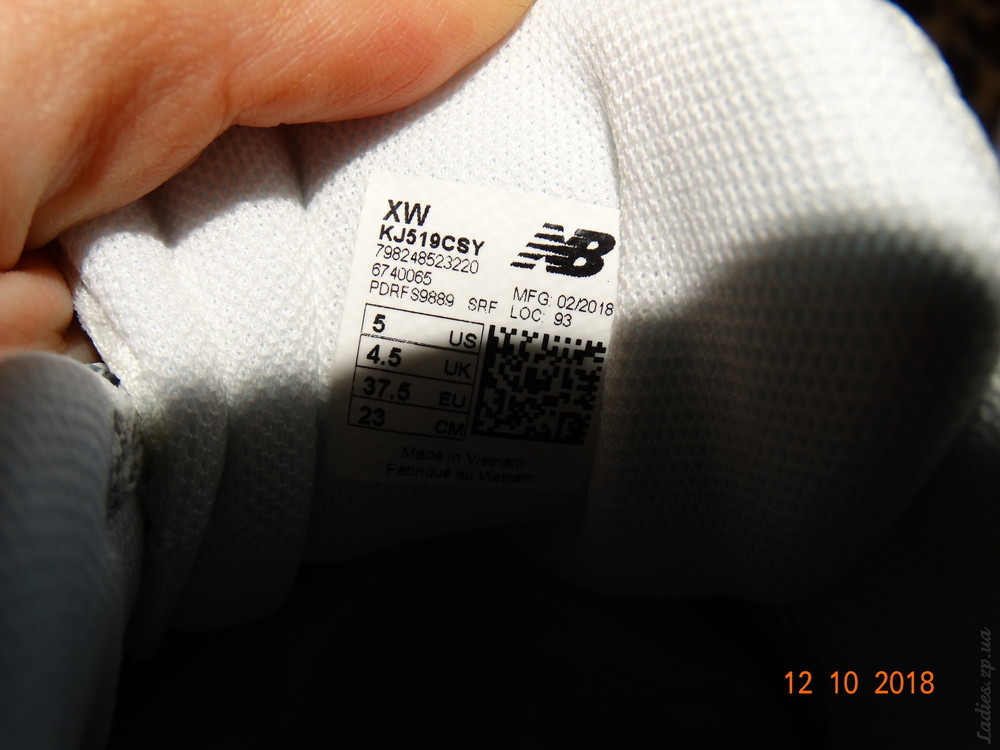 XW
KJ519CSY
798248523220
6740065
PDRFS9889 SRF
NB
MFG: 02/2018
LOC: 93
5 US
4.5 UK
37.5 EU
23 CM
Made in Vietnam
Fabriqué au Vietnam
12 10 2018
Ladies.zp.ua